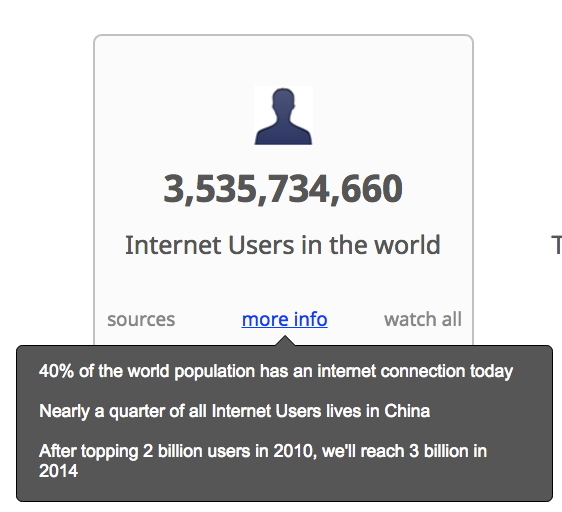 3,535,734,660
Internet Users in the world
T
sources more info watch all
40% of the world population has an internet connection today
Nearly a quarter of all Internet Users lives in China
After topping 2 billion users in 2010, we'll reach 3 billion in
2014